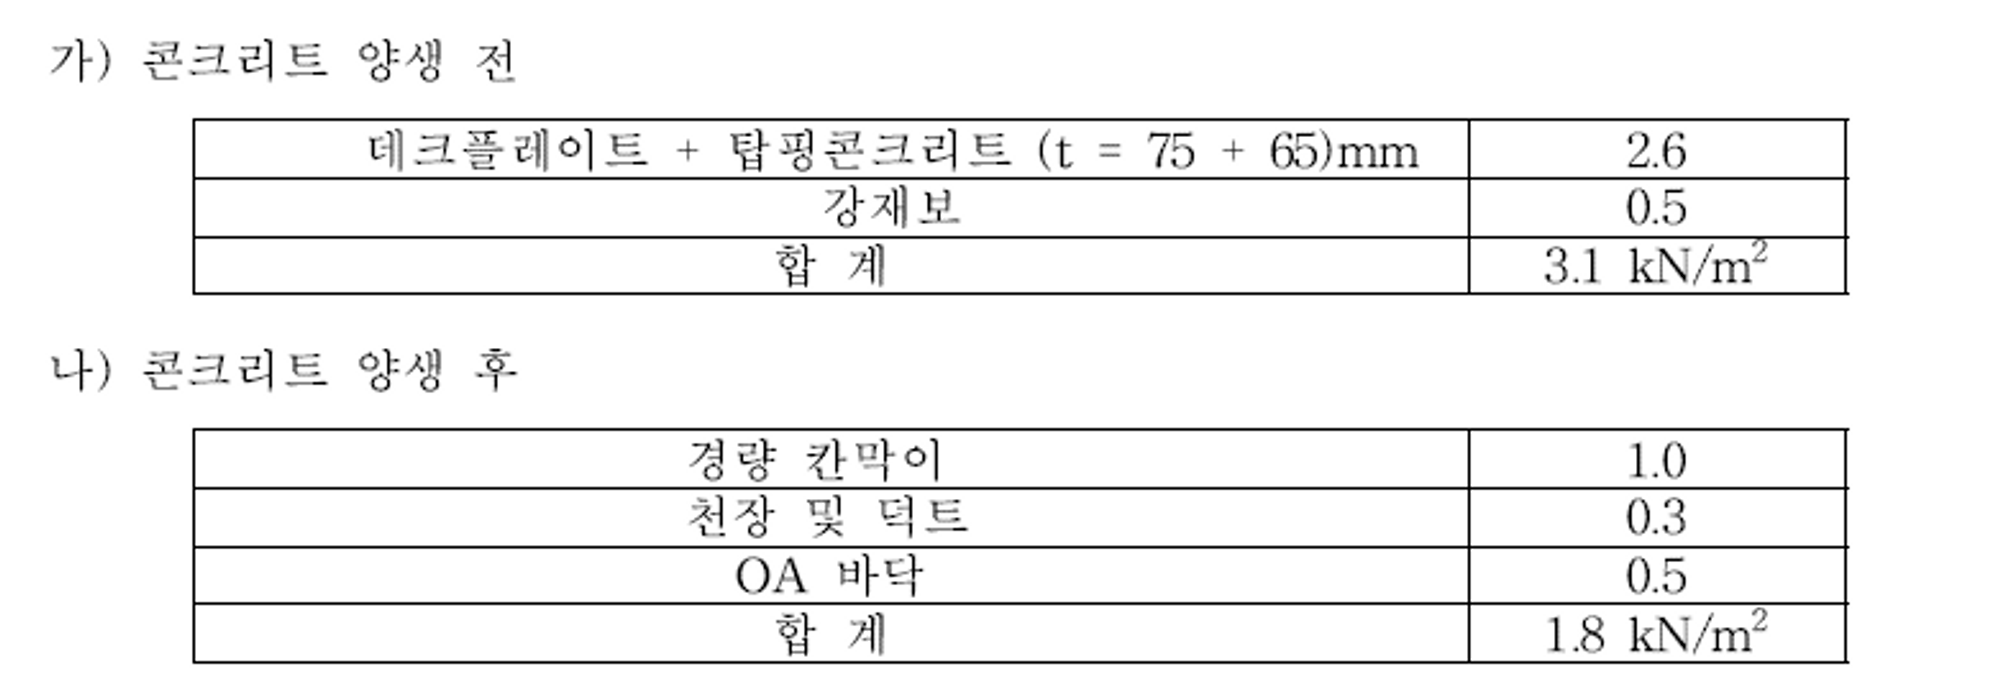 가) 콘크리트 양생 전
데크플레이트 + 탑핑콘크리트 (t = 75 + 65)mm 2.6
강재보 0.5
합 계 3.1 kN/m²
나) 콘크리트 양생 후
경량 칸막이 1.0
천장 및 덕트 0.3
OA 바닥 0.5
합 계 1.8 kN/m²